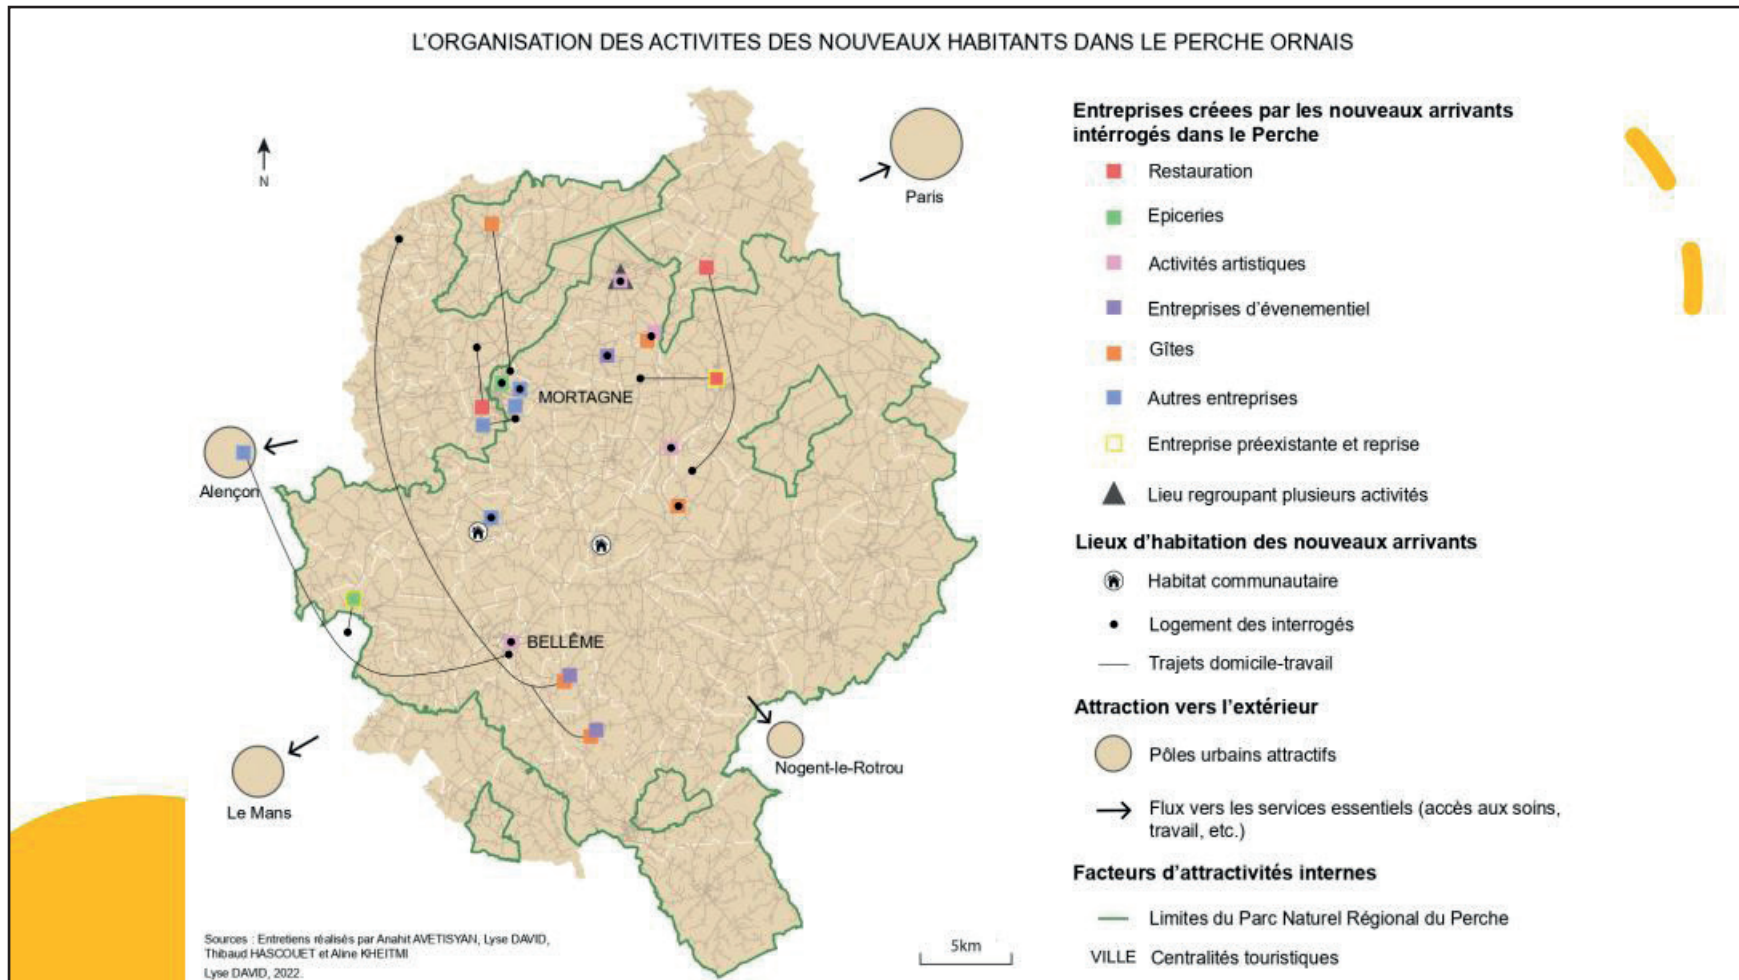 L'ORGANISATION DES ACTIVITES DES NOUVEAUX HABITANTS DANS LE PERCHE ORNAIS
N
Paris
MORTAGNE
Alençon
BELLÊME
Nogent-le-Rotrou
Le Mans
Sources : Entretiens réalisés par Anahit AVETISYAN, Lyse DAVID,
Thibaud HASCOUET et Aline KHEITMI
Lyse DAVID, 2022.
5km
Entreprises créees par les nouveaux arrivants
intérrogés dans le Perche
Restauration
Epiceries
Activités artistiques
Entreprises d'évenementiel
Gîtes
Autres entreprises
Entreprise préexistante et reprise
Lieu regroupant plusieurs activités
Lieux d'habitation des nouveaux arrivants
Habitat communautaire
Logement des interrogés
Trajets domicile-travail
Attraction vers l'extérieur
Pôles urbains attractifs
Flux vers les services essentiels (accès aux soins,
travail, etc.)
Facteurs d'attractivités internes
Limites du Parc Naturel Régional du Perche
VILLE Centralités touristiques